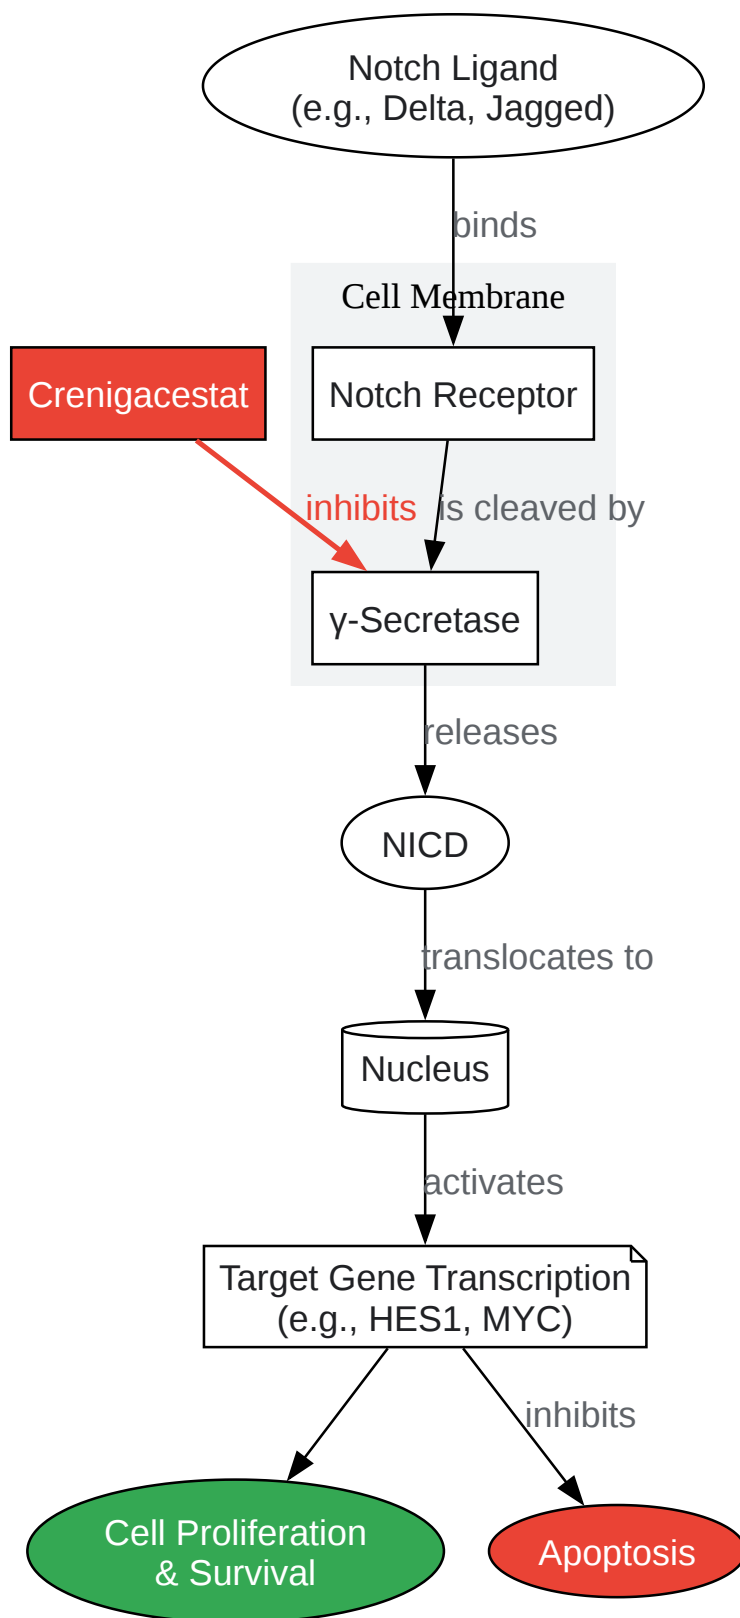 Notch Ligand
(e.g., Delta, Jagged)
binds
Cell Membrane
Crenigacestat
Notch Receptor
inhibits
is cleaved by
γ-Secretase
releases
NICD
translocates to
Nucleus
activates
Target Gene Transcription
(e.g., HES1, MYC)
inhibits
Cell Proliferation
& Survival
Apoptosis